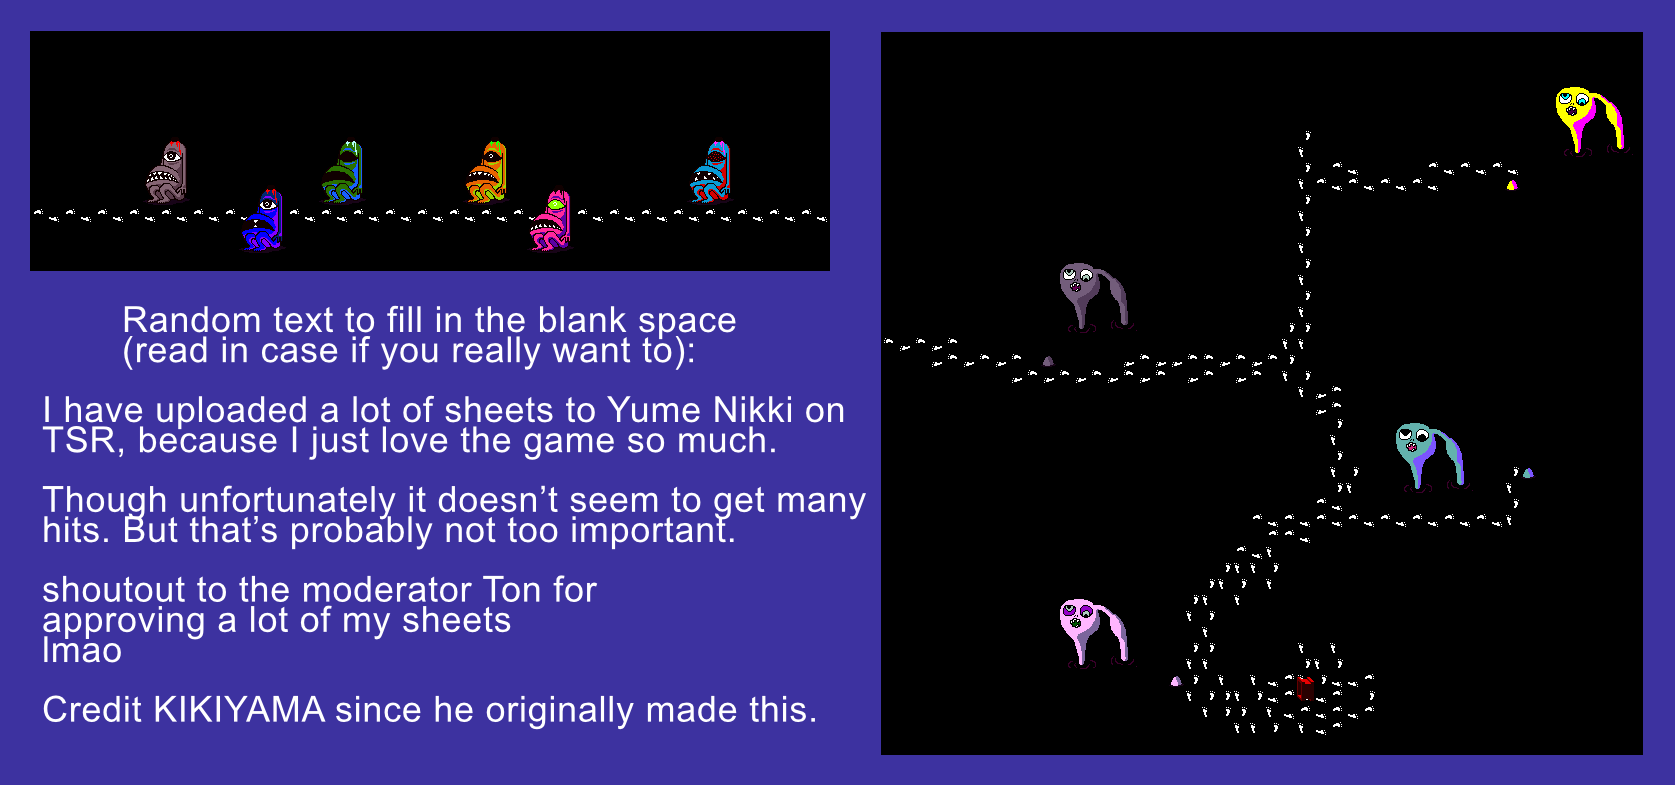 Random text to fill in the blank space
(read in case if you really want to):
I have uploaded a lot of sheets to Yume Nikki on
TSR, because I just love the game so much.
Though unfortunately it doesn’t seem to get many
hits. But that’s probably not too important.
shoutout to the moderator Ton for
approving a lot of my sheets
lmao
Credit KIKIYAMA since he originally made this.